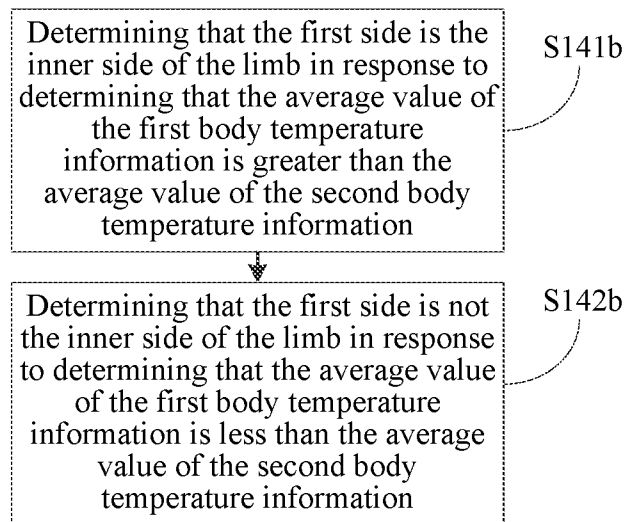 Determining that the first side is the
inner side of the limb in response to
determining that the average value of
the first body temperature
information is greater than the
average value of the second body
temperature information
S141b
Determining that the first side is not
the inner side of the limb in response
to determining that the average value
of the first body temperature
information is less than the average
value of the second body
temperature information
S142b